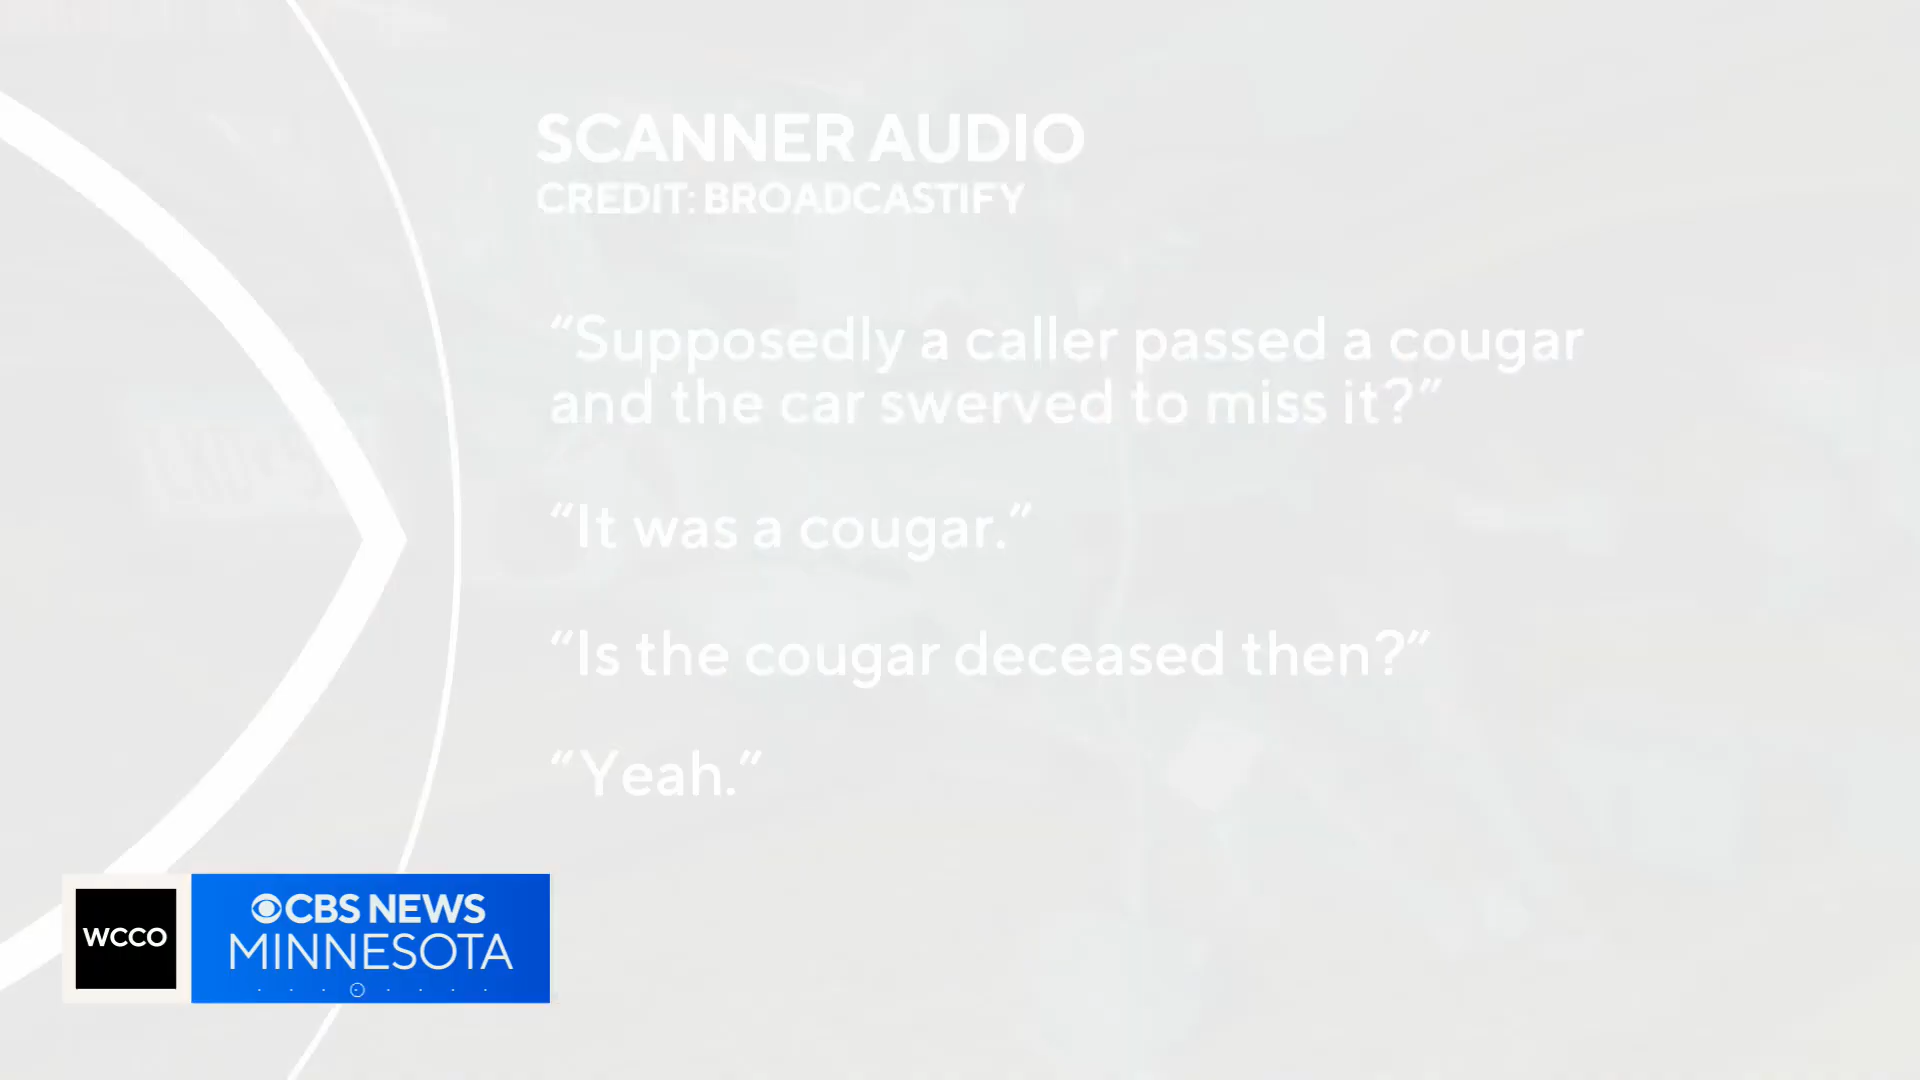 SCANNER AUDIO
CREDIT: BROADCASTIFY
“Supposedly a caller passed a cougar
and the car swerved to miss it?”
“It was a cougar.”
“Is the cougar deceased then?”
“Yeah.”
WCCO
CBS NEWS
MINNESOTA